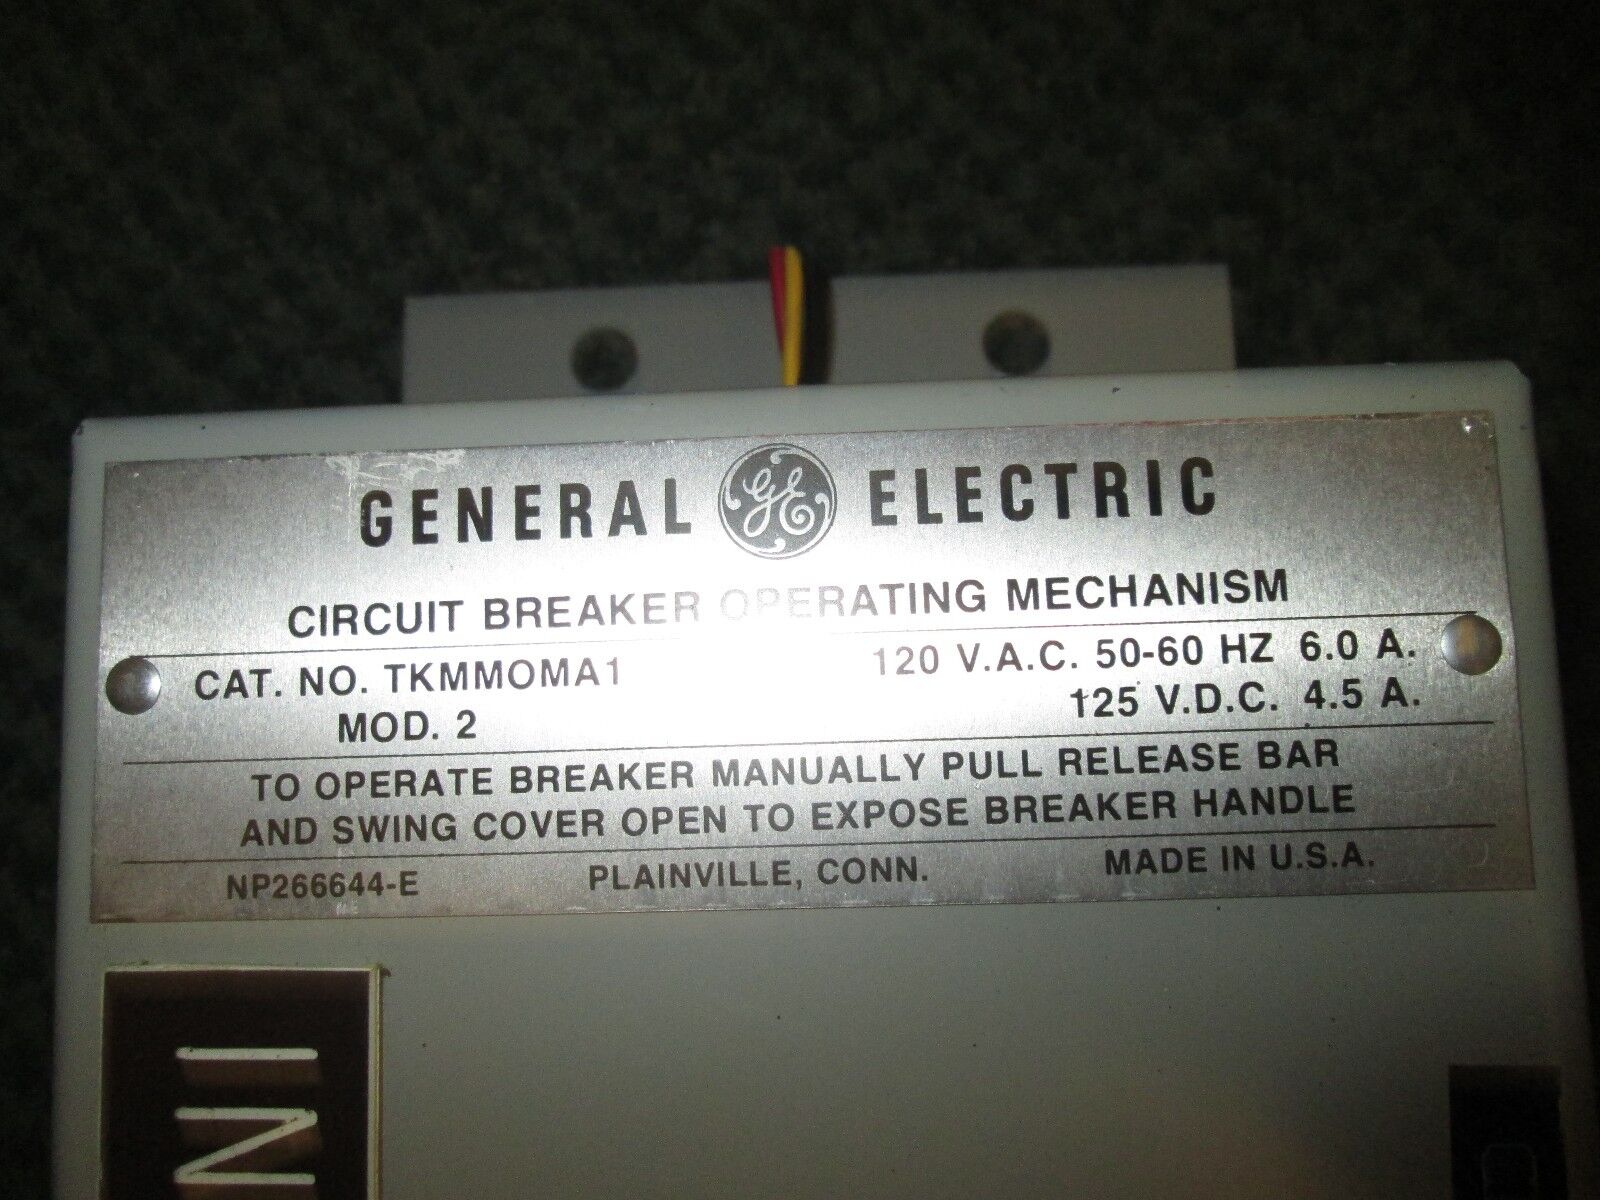 GENERAL GE ELECTRIC
CIRCUIT BREAKER OPERATING MECHANISM
CAT. NO. TKMMOMA1 120 V.A.C. 50-60 HZ 6.0 A.
MOD. 2 125 V.D.C. 4.5 A.
TO OPERATE BREAKER MANUALLY PULL RELEASE BAR
AND SWING COVER OPEN TO EXPOSE BREAKER HANDLE
NP266644-E PLAINVILLE, CONN. MADE IN U.S.A.
IN